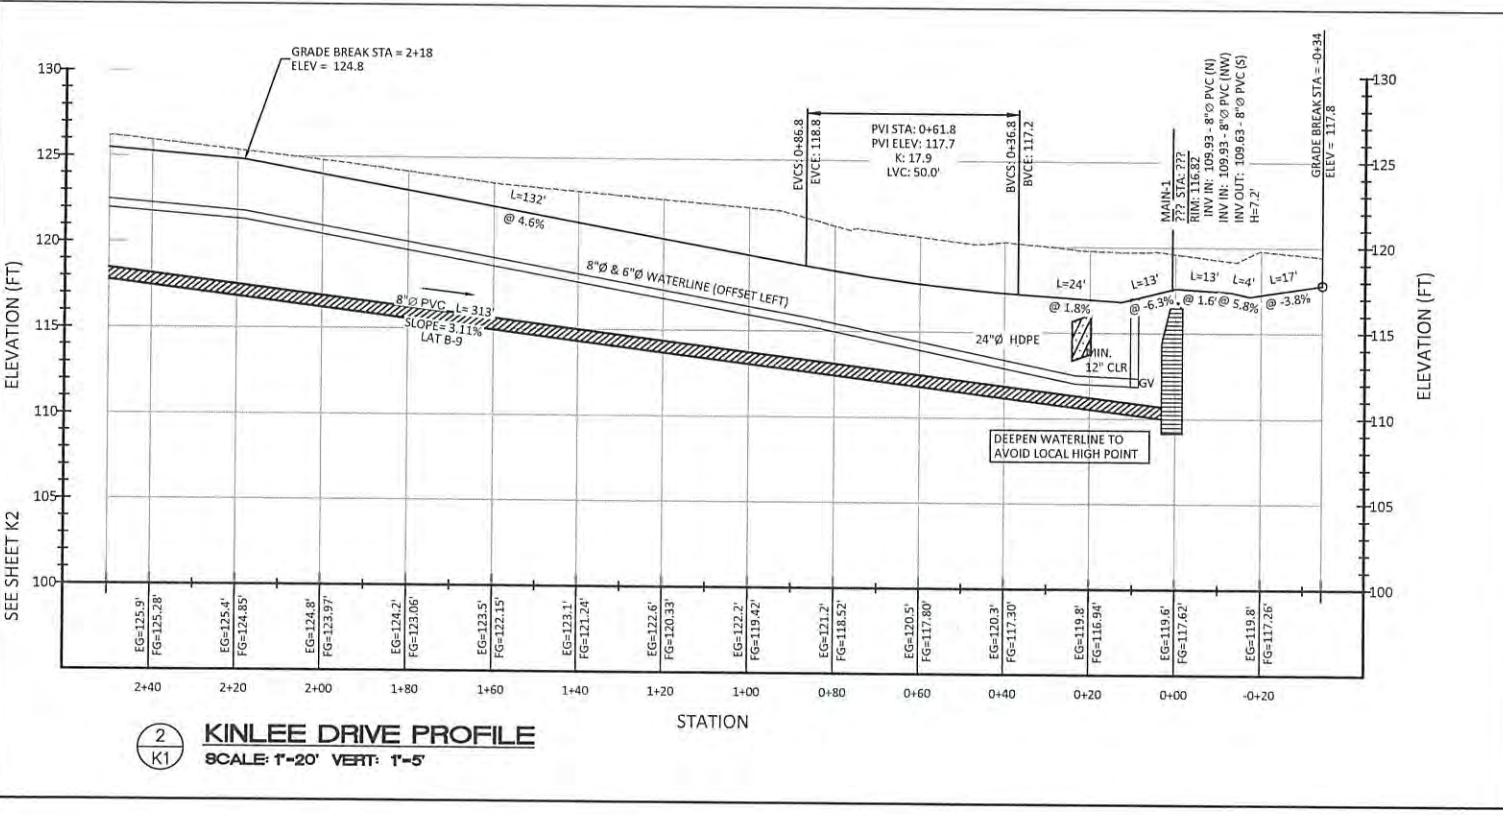 GRADE BREAK STA = 2+18
ELEV = 124.8
130
125
120
115
110
105
100
ELEVATION (FT)
SEE SHEET K2
L=132'
@ 4.6%
8"Ø & 6"Ø WATERLINE (OFFSET LEFT)
8"Ø PVC L= 313'
SLOPE= 3.11%
LAT B-9
EVCS: 0+86.8
EVCE: 118.8
PVI STA: 0+61.8
PVI ELEV: 117.7
K: 17.9
LVC: 50.0'
BVCS: 0+36.8
BVCE: 117.2
MAIN-1
??? STA: ???
RIM: 116.82
INV IN: 109.93 - 8"Ø PVC (N)
INV IN: 109.93 - 8"Ø PVC (NW)
INV OUT: 109.63 - 8"Ø PVC (S)
H=7.2'
GRADE BREAK STA = -0+34
ELEV = 117.8
L=24'
@ 1.8%
L=13'
@ -6.3%
L=13'
@ 1.6'
L=4'
@ 5.8%
L=17'
@ -3.8%
24"Ø HDPE
MIN.
12" CLR
GV
DEEPEN WATERLINE TO
AVOID LOCAL HIGH POINT
130
125
120
115
110
105
100
ELEVATION (FT)
EG=125.9'
FG=125.28'
EG=125.4'
FG=124.85'
EG=124.8'
FG=123.97'
EG=124.2'
FG=123.06'
EG=123.5'
FG=122.15'
EG=123.1'
FG=121.24'
EG=122.6'
FG=120.33'
EG=122.2'
FG=119.42'
EG=121.2'
FG=118.52'
EG=120.5'
FG=117.80'
EG=120.3'
FG=117.30'
EG=119.8'
FG=116.94'
EG=119.6'
FG=117.62'
EG=119.8'
FG=117.26'
2+40
2+20
2+00
1+80
1+60
1+40
1+20
1+00
0+80
0+60
0+40
0+20
0+00
-0+20
STATION
2
K1
KINLEE DRIVE PROFILE
SCALE: 1"=20' VERT: 1"=5'